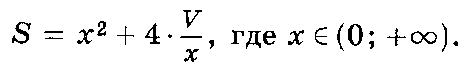 S = x² + 4 · V/x, где x ∈ (0; +∞).